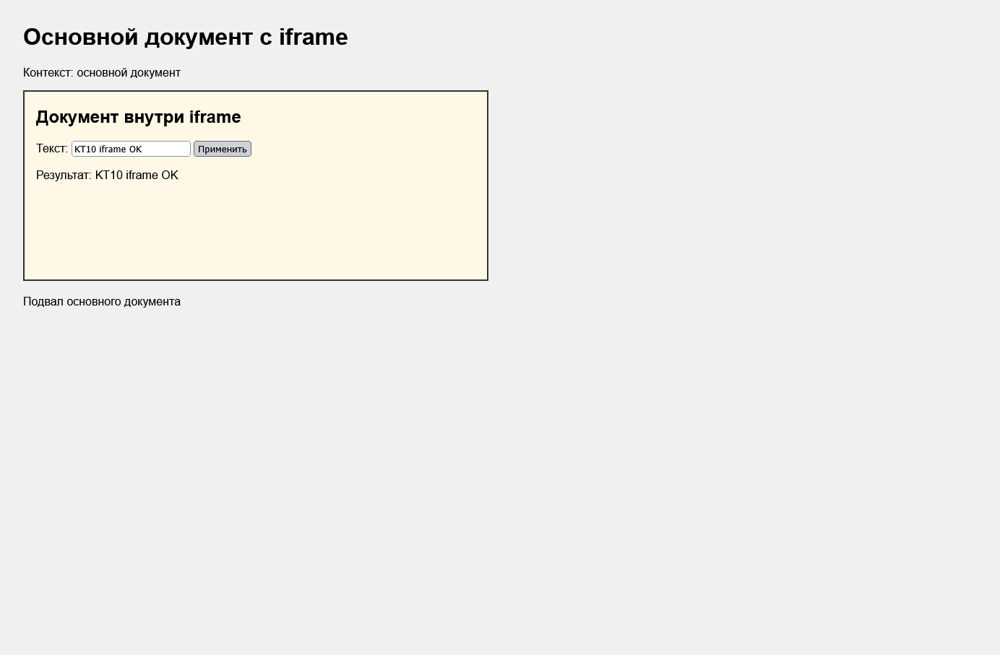 Основной документ с iframe
Контекст: основной документ
Документ внутри iframe
Текст: KT10 iframe OK Применить
Результат: KT10 iframe OK
Подвал основного документа